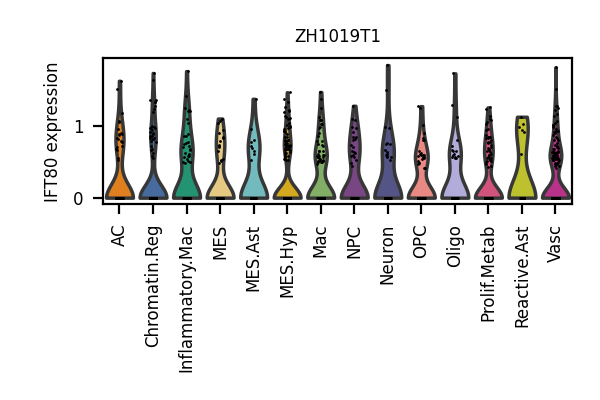 ZH1019T1
IFT80 expression
1
0
AC
Chromatin.Reg
Inflammatory.Mac
MES
MES.Ast
MES.Hyp
Mac
NPC
Neuron
OPC
Oligo
Prolif.Metab
Reactive.Ast
Vasc